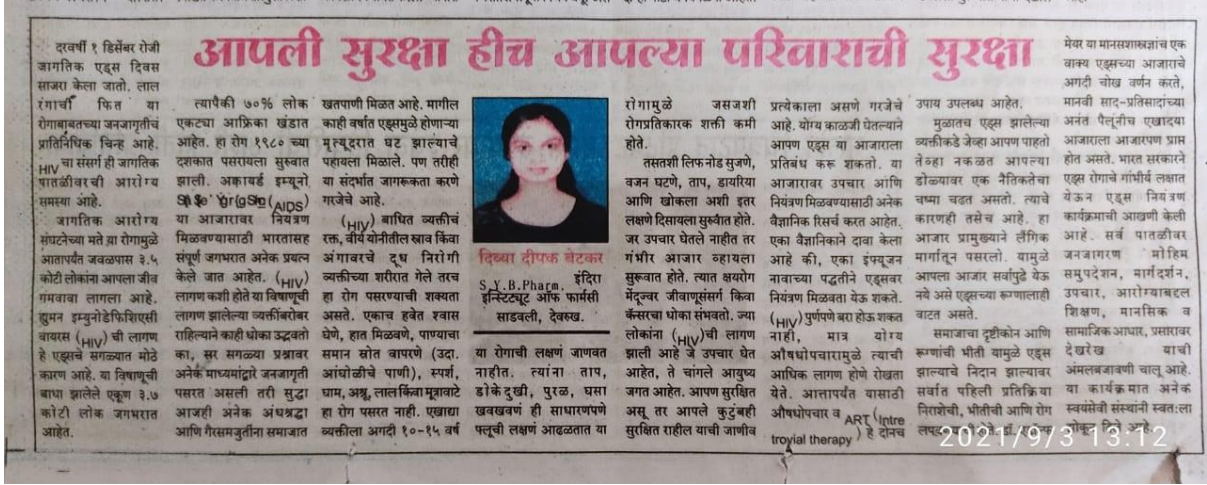 आपली सुरक्षा हीच आपल्या परिवाराची सुरक्षा
दरवर्षी १ डिसेंबर रोजी
जागतिक एड्स दिवस
साजरा केला जातो. लाल
रंगाची फित या
रोगाबाबतच्या जनजागृतीचं
प्रातिनिधिक चिन्ह आहे.
HIV चा संसर्ग ही जागतिक
पातळीवरची आरोग्य
समस्या आहे.
जागतिक आरोग्य
संघटनेच्या मते या रोगामुळे
आतापर्यंत जवळपास ३.५
कोटी लोकांना आपला जीव
गमवावा लागला आहे.
ह्युमन इम्युनोडेफिशिएंसी
वायरस (HIV) ची लागण
हे एड्सचे सगळ्यात मोठे
कारण आहे. या विषाणूची
बाधा झालेले एकूण ३.७
कोटी लोक जगभरात
आहेत.
त्यापैकी ७०% लोक
एकट्या आफ्रिका खंडात
आहेत. हा रोग १९८० च्या
दशकात पसरायला सुरुवात
झाली. अक्वायर्ड इम्यूनो
(AIDS)
या आजारावर नियंत्रण
मिळवण्यासाठी भारतासह
संपूर्ण जगभरात अनेक प्रयत्न
केले जात आहेत. (HIV)
लागण कशी होते या विषाणूची
लागण झालेल्या व्यक्तींबरोबर
राहिल्याने काही धोका उद्भवतो
का, सर सगळ्या प्रश्नावर
अनेक माध्यमांद्वारे जनजागृती
पसरत असली तरी सुद्धा
आजही अनेक अंधश्रद्धा
आणि गैरसमजुतींना समाजात
खतपाणी मिळत आहे. मागील
काही वर्षात एड्समुळे होणाऱ्या
मृत्यूदरात घट झाल्याचे
पहायला मिळाले. पण तरीही
या संदर्भात जागरूकता करणे
गरजेचे आहे.
(HIV) बाधित व्यक्तीचं
रक्त, वीर्य योनीतील स्राव किंवा
अंगावरचे दूध निरोगी
व्यक्तीच्या शरीरात गेले तरच
हा रोग पसरण्याची शक्यता
असते. एकाच हवेत श्वास
घेणे, हात मिळवणे, पाण्याचा
समान स्रोत वापरणे (उदा.
आंघोळीचे पाणी), स्पर्श,
घाम, अश्रू, लाल किंवा मूत्रावाटे
हा रोग पसरत नाही. एखाद्या
व्यक्तीला अगदी १०-१५ वर्ष
दिव्या दीपक बेटकर
S.Y.B.Pharm. इंदिरा
इन्स्टिट्यूट ऑफ फार्मसी
साडवली, देवरुख.
या रोगाची लक्षणं जाणवत
नाहीत. त्यांना ताप,
डोकेदुखी, पुरळ, घसा
खवखवणं ही साधारणपणे
फ्लूची लक्षणं आढळतात या
रोगामुळे जसजशी
रोगप्रतिकारक शक्ती कमी
होते.
तसतशी लिफनोड सुजणे,
वजन घटणे, ताप, डायरिया
आणि खोकला अशी इतर
लक्षणे दिसायला सुरुवात होते.
जर उपचार घेतले नाहीत तर
गंभीर आजार व्हायला
सुरूवात होते, त्यात क्षयरोग
मेंदूज्वर जीवाणूसंसर्ग किंवा
कॅंसरचा धोका संभवतो. ज्या
लोकांना (HIV)ची लागण
झाली आहे जे उपचार घेत
आहेत, ते चांगले आयुष्य
जगत आहेत. आपण सुरक्षित
असू तर आपले कुटुंबही
सुरक्षित राहील याची जाणीव
प्रत्येकाला असणे गरजेचे
आहे. योग्य काळजी घेतल्याने
आपण एड्स या आजाराला
प्रतिबंध करू शकतो. या
आजारावर उपचार आणि
नियंत्रण मिळवण्यासाठी अनेक
वैज्ञानिक रिसर्च करत आहेत.
एका वैज्ञानिकाने दावा केला
आहे की, एका इंफ्यूजन
नावाच्या पद्धतीने एड्सवर
नियंत्रण मिळवता येऊ शकते.
(HIV) पुर्णपणे बरा होऊ शकत
नाही, मात्र योग्य
औषधोपचारामुळे त्याची
आधिक लागण होणे रोखता
येते. आत्तापर्यंत यासाठी
औषधोपचार व ART (Intre
troyial therapy) हे दोनच
उपाय उपलब्ध आहेत.
मुळातच एड्स झालेल्या
व्यक्तीकडे जेव्हा आपण पाहतो
तेव्हा नकळत आपल्या
डोळ्यावर एक नैतिकतेचा
चष्मा चढत असतो. त्याचे
कारणही तसेच आहे. हा
आजार प्रामुख्याने लैंगिक
मार्गातून पसरलो. यामुळे
आपला आजार सर्वापुढे येऊ
नये असे एड्सच्या रूग्णालाही
वाटत असते.
समाजाचा दृष्टीकोन आणि
रूग्णांची भीती यामुळे एड्स
झाल्याचे निदान झाल्यावर
सर्वात पहिली प्रतिक्रिया
निराशेची, भीतीची आणि रोग
मेयर या मानसशास्त्रज्ञांच एक
वाक्य एड्सच्या आजाराचे
अगदी चोख वर्णन करते,
मानवी साद-प्रतिसादांच्या
अनंत पैलूंनीच एखादया
आजाराला आजारपण प्राप्त
होत असते. भारत सरकारने
एड्स रोगाचे गांभीर्य लक्षात
येऊन एड्स नियंत्रण
कार्यक्रमाची आखणी केली
आहे. सर्व पातळीवर
जनजागरण मोहिम
समुपदेशन, मार्गदर्शन,
उपचार, आरोग्याबद्दल
शिक्षण, मानसिक व
सामाजिक आधार, प्रसारावर
देखरेख याची
अंमलबजावणी चालू आहे.
या कार्यक्रमात अनेक
स्वयंसेवी संस्थांनी स्वतःला
2021/9/3 13:12